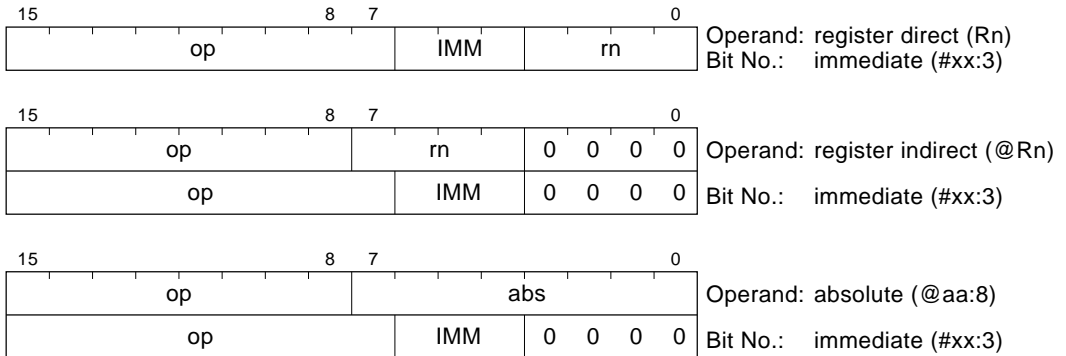 15 8 7 0
op IMM rn
Operand: register direct (Rn)
Bit No.: immediate (#xx:3)
15 8 7 0
op rn 0 0 0 0 Operand: register indirect (@Rn)
op IMM 0 0 0 0 Bit No.: immediate (#xx:3)
15 8 7 0
op abs Operand: absolute (@aa:8)
op IMM 0 0 0 0 Bit No.: immediate (#xx:3)